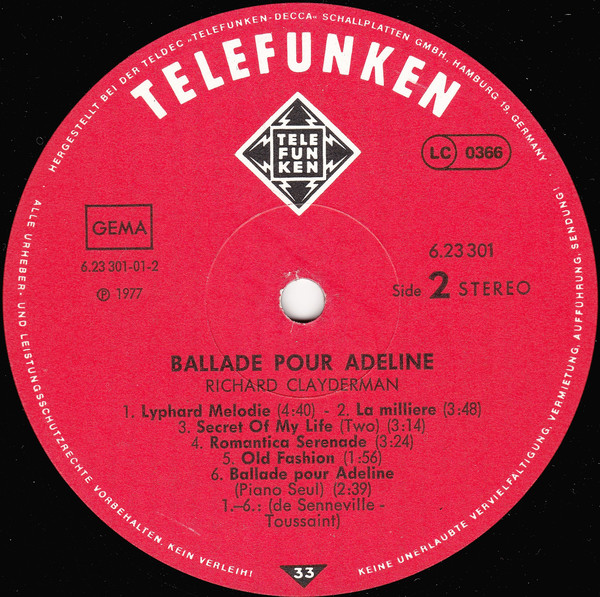 HERGESTELLT BEI DER TELDEC »TELEFUNKEN-DECCA« SCHALLPLATTEN GMBH, HAMBURG 19, GERMANY
TELEFUNKEN
TELE
FUN
KEN
LC 0366
GEMA
6.23 301-01-2
℗ 1977
6.23 301
Side 2 STEREO
BALLADE POUR ADELINE
RICHARD CLAYDERMAN
1. Lyphard Melodie (4:40) - 2. La milliere (3:48)
3. Secret Of My Life (Two) (3:14)
4. Romantica Serenade (3:24)
5. Old Fashion (1:56)
6. Ballade pour Adeline
(Piano Seul) (2:39)
1.-6.: (de Senneville -
Toussaint)
33
ALLE URHEBER- UND LEISTUNGSSCHUTZRECHTE VORBEHALTEN. KEIN VERLEIH!
KEINE UNERLAUBTE VERVIELFÄLTIGUNG, VERMIETUNG, AUFFÜHRUNG, SENDUNG!